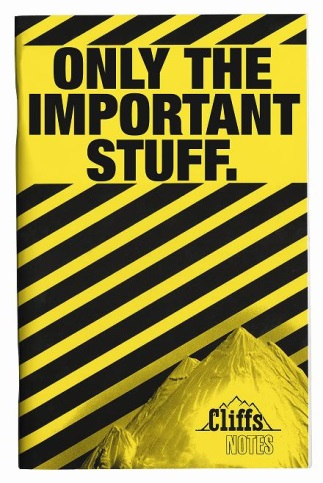 ONLY THE
IMPORTANT
STUFF.
Cliffs
NOTES